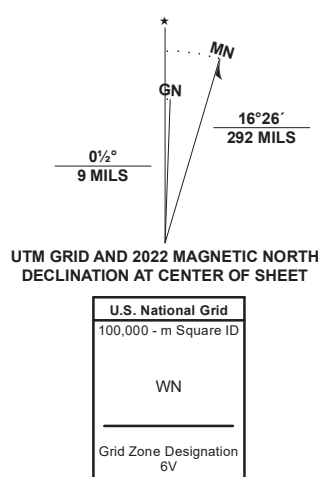 ★
MN
GN
16°26´
292 MILS
0½°
9 MILS
UTM GRID AND 2022 MAGNETIC NORTH
DECLINATION AT CENTER OF SHEET
U.S. National Grid
100,000 - m Square ID
WN
Grid Zone Designation
6V